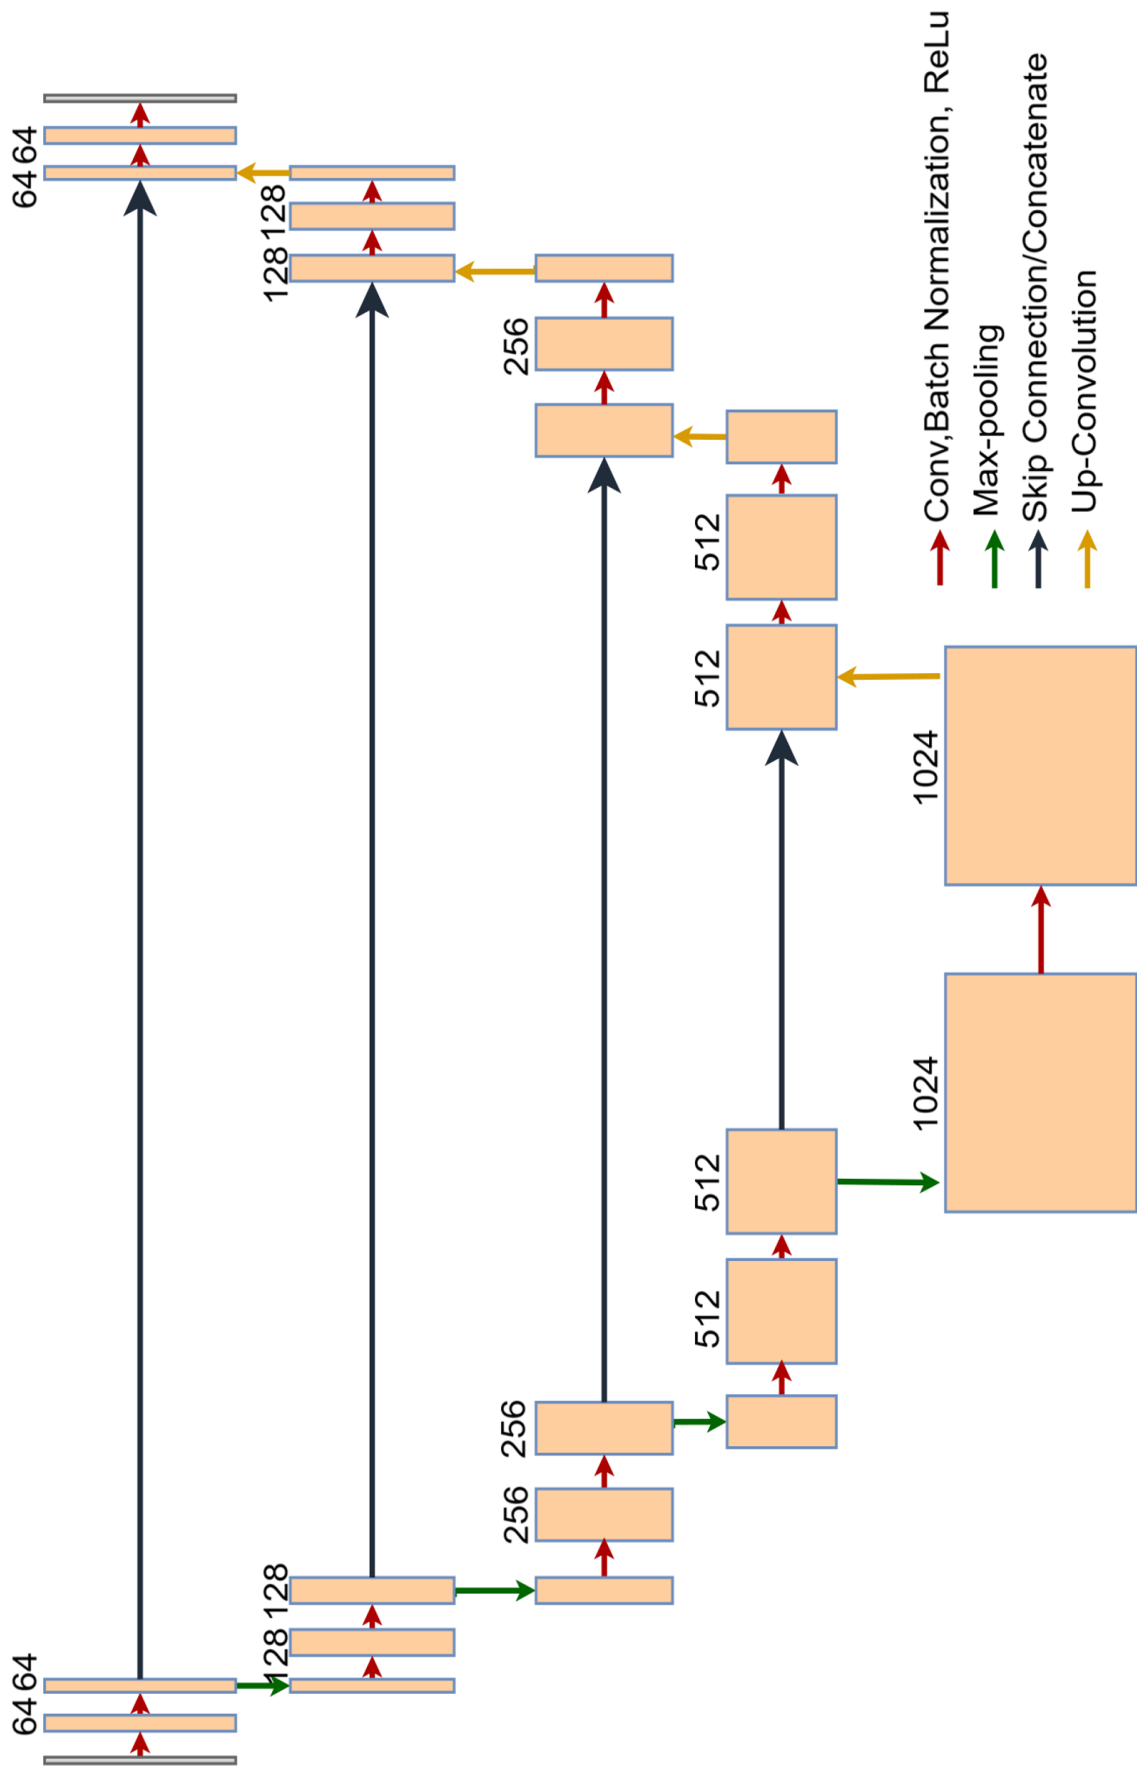 64 64
64 64
128 128
128 128
256 256
256
512 512
512 512
1024
1024
Conv,Batch Normalization, ReLu
Max-pooling
Skip Connection/Concatenate
Up-Convolution